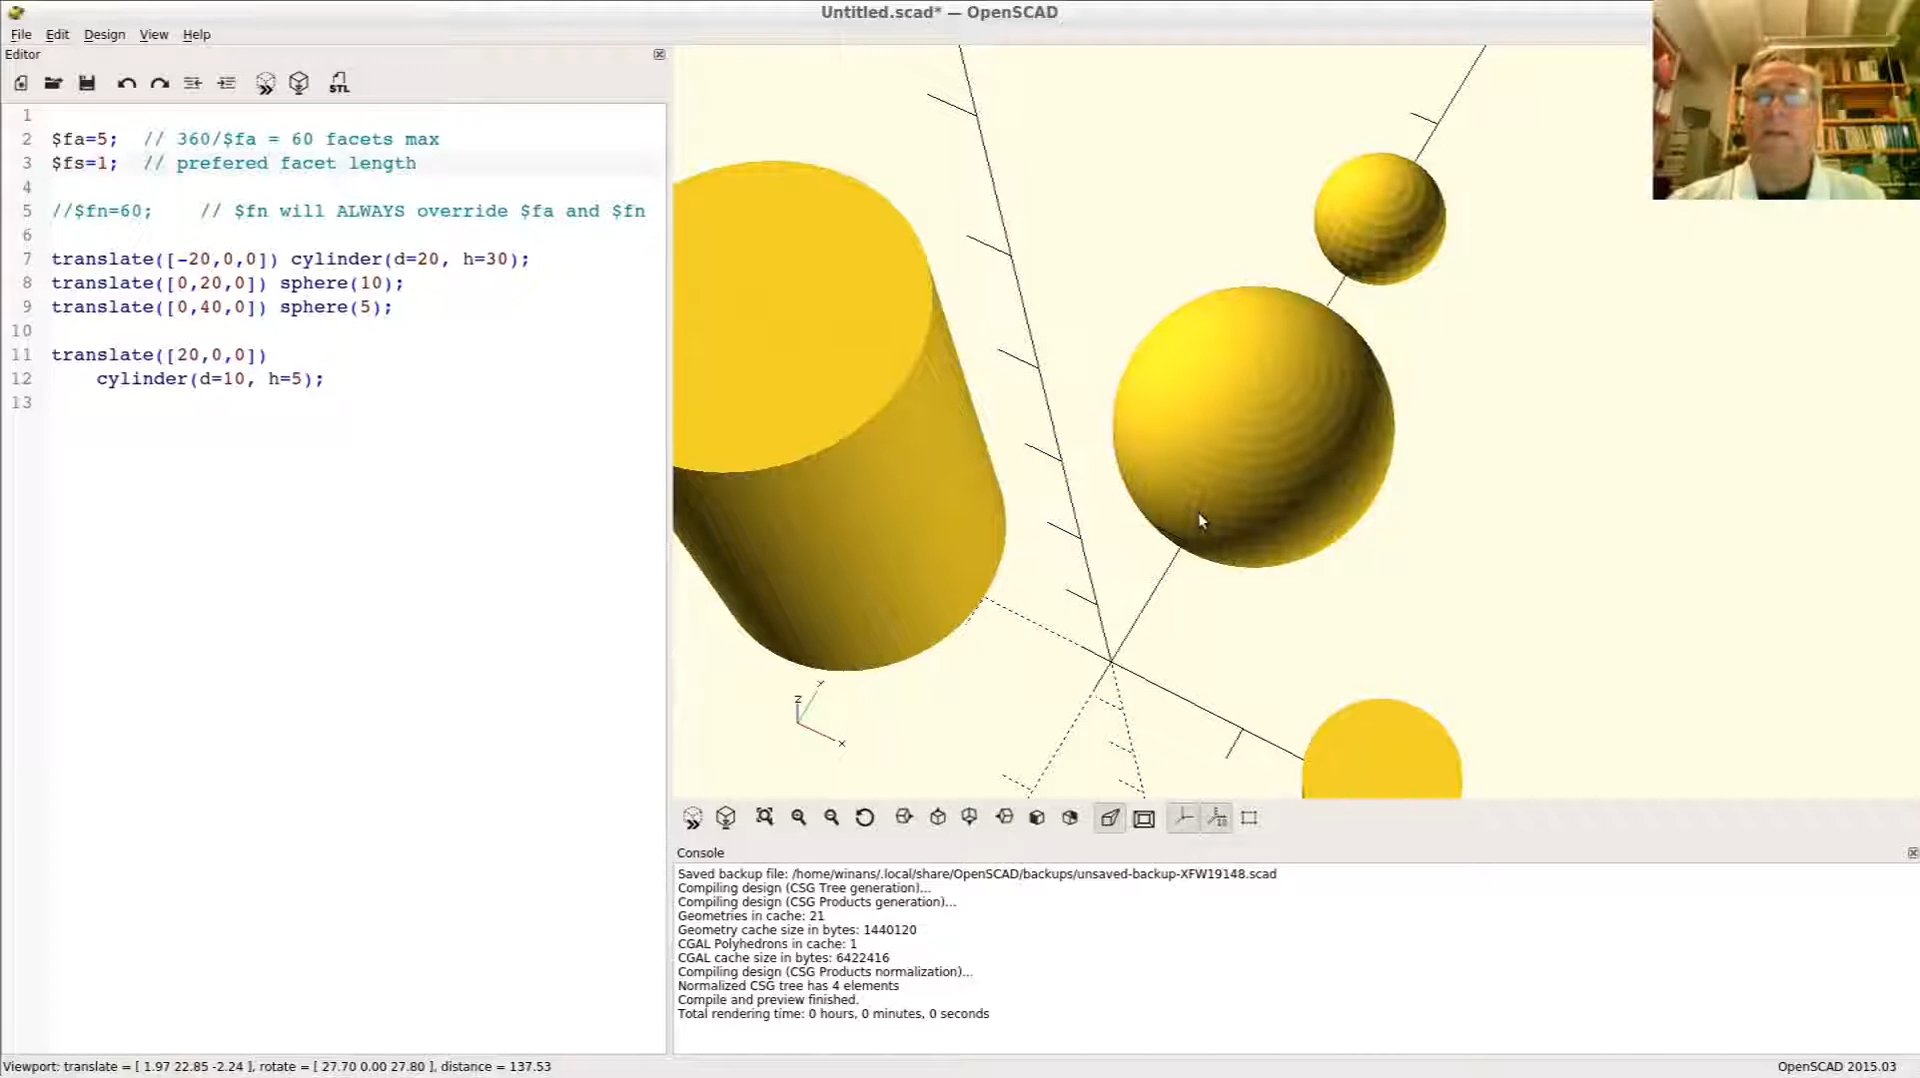 Untitled.scad* — OpenSCAD
File Edit Design View Help
Editor
STL
1
2 $fa=5; // 360/$fa = 60 facets max
3 $fs=1; // prefered facet length
4
5 //$fn=60; // $fn will ALWAYS override $fa and $fn
6
7 translate([-20,0,0]) cylinder(d=20, h=30);
8 translate([0,20,0]) sphere(10);
9 translate([0,40,0]) sphere(5);
10
11 translate([20,0,0])
12 cylinder(d=10, h=5);
13
z
y
x
Console
Saved backup file: /home/winans/.local/share/OpenSCAD/backups/unsaved-backup-XFW19148.scad
Compiling design (CSG Tree generation)...
Compiling design (CSG Products generation)...
Geometries in cache: 21
Geometry cache size in bytes: 1440120
CGAL Polyhedrons in cache: 1
CGAL cache size in bytes: 6422416
Compiling design (CSG Products normalization)...
Normalized CSG tree has 4 elements
Compile and preview finished.
Total rendering time: 0 hours, 0 minutes, 0 seconds
Viewport: translate = [ 1.97 22.85 -2.24 ], rotate = [ 27.70 0.00 27.80 ], distance = 137.53
OpenSCAD 2015.03